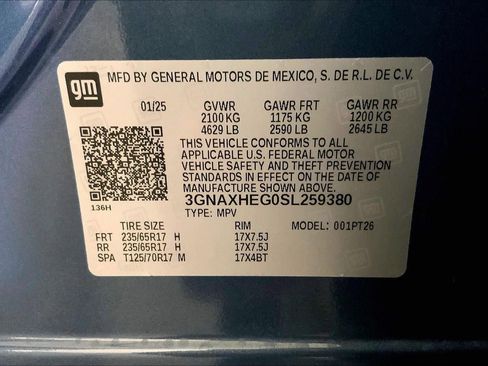 gm
MFD BY GENERAL MOTORS DE MEXICO, S. DE R.L. DE C.V.
01/25 GVWR GAWR FRT GAWR RR
2100 KG 1175 KG 1200 KG
4629 LB 2590 LB 2645 LB
THIS VEHICLE CONFORMS TO ALL
APPLICABLE U.S. FEDERAL MOTOR
VEHICLE SAFETY AND THEFT PREVENTION
STANDARDS IN EFFECT ON THE DATE
OF MANUFACTURE SHOWN ABOVE.
3GNAXHEG0SL259380
136H TYPE: MPV
TIRE SIZE RIM MODEL: 001PT26
FRT 235/65R17 H 17X7.5J
RR 235/65R17 H 17X7.5J
SPA T125/70R17 M 17X4BT